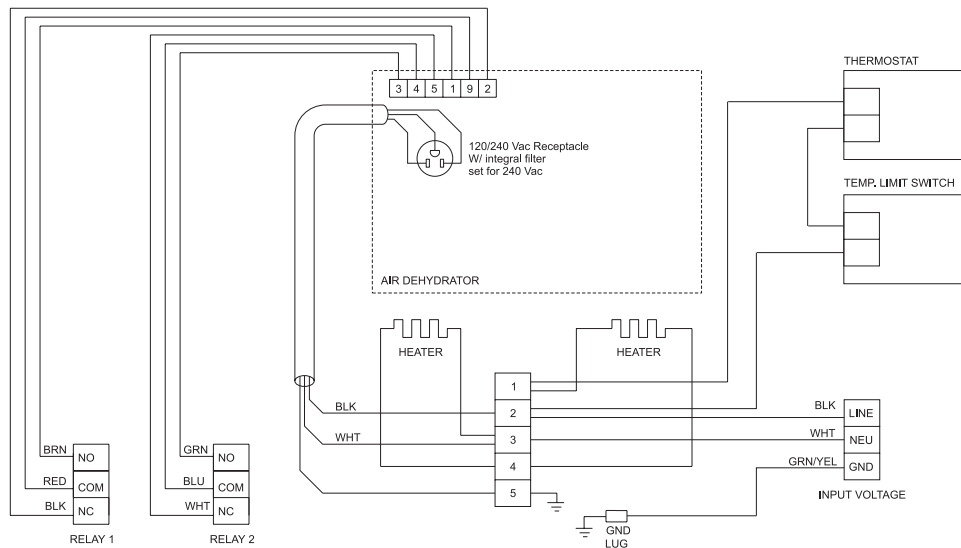 THERMOSTAT
3 4 5 1 9 2
120/240 Vac Receptacle
W/ integral filter
set for 240 Vac
TEMP. LIMIT SWITCH
AIR DEHYDRATOR
HEATER
HEATER
1
2
3
4
5
BLK
WHT
BLK
WHT
GRN/YEL
LINE
NEU
GND
INPUT VOLTAGE
GND
LUG
BRN
RED
BLK
NO
COM
NC
RELAY 1
GRN
BLU
WHT
NO
COM
NC
RELAY 2